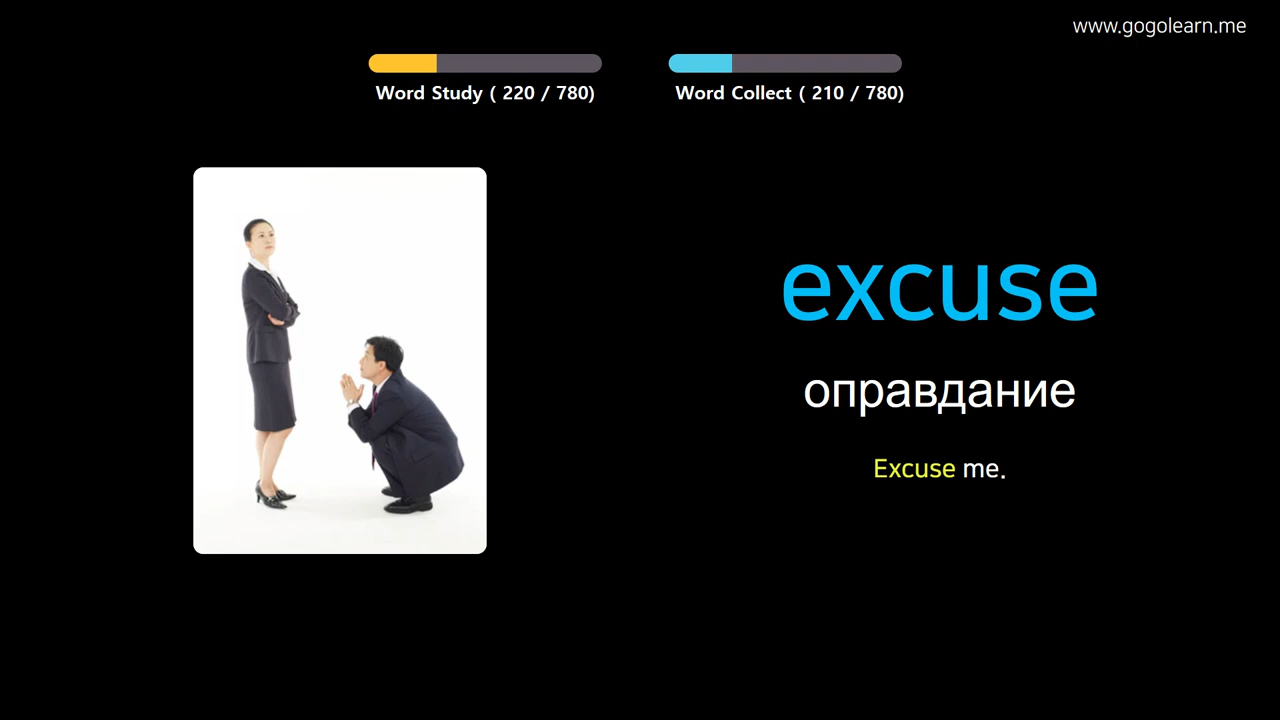 www.gogolearn.me
Word Study ( 220 / 780)
Word Collect ( 210 / 780)
excuse
оправдание
Excuse me.